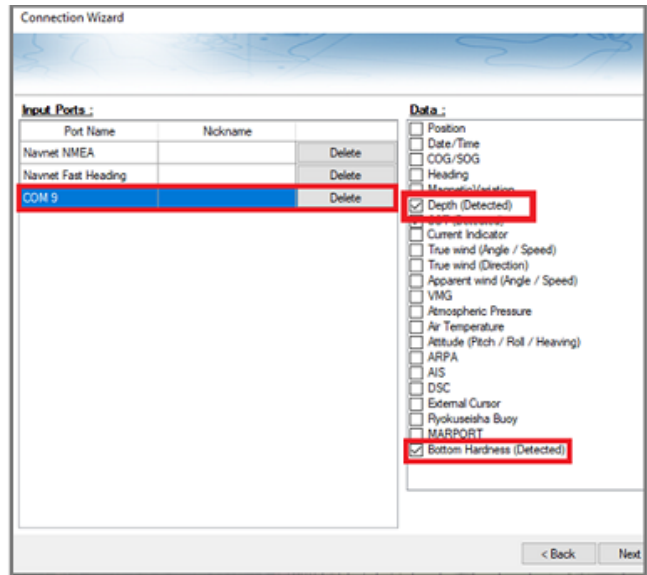 Connection Wizard
Input Ports :
Port Name Nickname
Navnet NMEA Delete
Navnet Fast Heading Delete
COM 9 Delete
Data :
Position
Date/Time
COG/SOG
Heading
Magnetic Variation
Depth (Detected)
(Detected)
Current Indicator
True wind (Angle / Speed)
True wind (Direction)
Apparent wind (Angle / Speed)
VMG
Atmospheric Pressure
Air Temperature
Attitude (Pitch / Roll / Heaving)
ARPA
AIS
DSC
External Cursor
Ryokuseisha Buoy
MARPORT
Bottom Hardness (Detected)
< Back Next